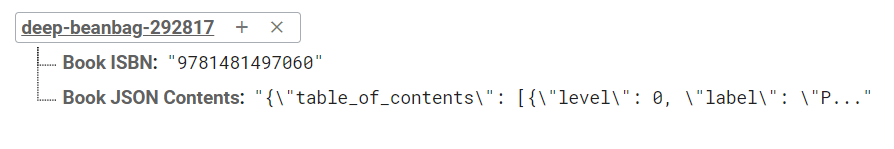 deep-beanbag-292817 + ×
Book ISBN: "9781481497060"
Book JSON Contents: "{\"table_of_contents\": [{\"level\": 0, \"label\": \"P..."